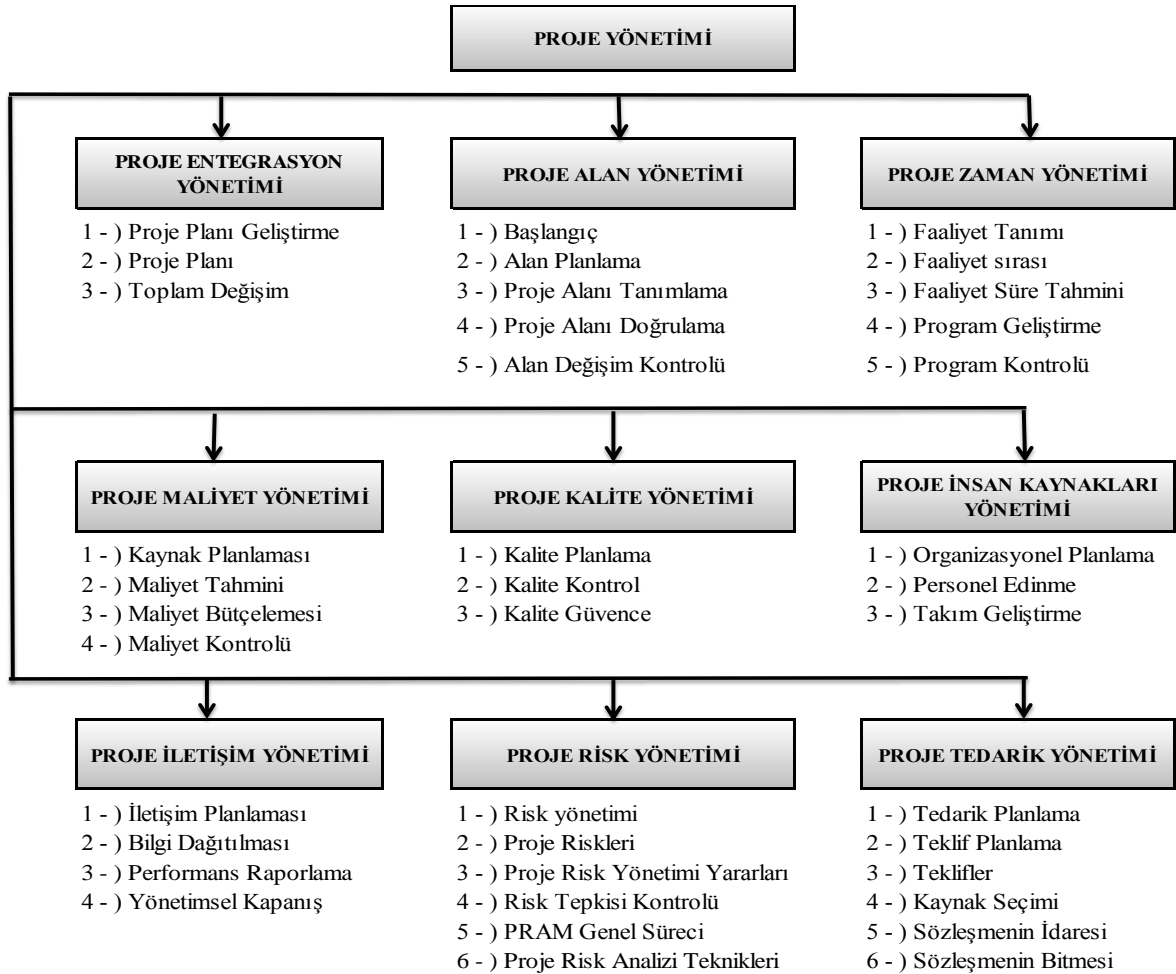 PROJE YÖNETİMİ
PROJE ENTEGRASYON
YÖNETİMİ
1 - ) Proje Planı Geliştirme
2 - ) Proje Planı
3 - ) Toplam Değişim
PROJE ALAN YÖNETİMİ
1 - ) Başlangıç
2 - ) Alan Planlama
3 - ) Proje Alanı Tanımlama
4 - ) Proje Alanı Doğrulama
5 - ) Alan Değişim Kontrolü
PROJE ZAMAN YÖNETİMİ
1 - ) Faaliyet Tanımı
2 - ) Faaliyet sırası
3 - ) Faaliyet Süre Tahmini
4 - ) Program Geliştirme
5 - ) Program Kontrolü
PROJE MALİYET YÖNETİMİ
1 - ) Kaynak Planlaması
2 - ) Maliyet Tahmini
3 - ) Maliyet Bütçelemesi
4 - ) Maliyet Kontrolü
PROJE KALİTE YÖNETİMİ
1 - ) Kalite Planlama
2 - ) Kalite Kontrol
3 - ) Kalite Güvence
PROJE İNSAN KAYNAKLARI
YÖNETİMİ
1 - ) Organizasyonel Planlama
2 - ) Personel Edinme
3 - ) Takım Geliştirme
PROJE İLETİŞİM YÖNETİMİ
1 - ) İletişim Planlaması
2 - ) Bilgi Dağıtılması
3 - ) Performans Raporlama
4 - ) Yönetimsel Kapanış
PROJE RİSK YÖNETİMİ
1 - ) Risk yönetimi
2 - ) Proje Riskleri
3 - ) Proje Risk Yönetimi Yararları
4 - ) Risk Tepkisi Kontrolü
5 - ) PRAM Genel Süreci
6 - ) Proje Risk Analizi Teknikleri
PROJE TEDARİK YÖNETİMİ
1 - ) Tedarik Planlama
2 - ) Teklif Planlama
3 - ) Teklifler
4 - ) Kaynak Seçimi
5 - ) Sözleşmenin İdaresi
6 - ) Sözleşmenin Bitmesi